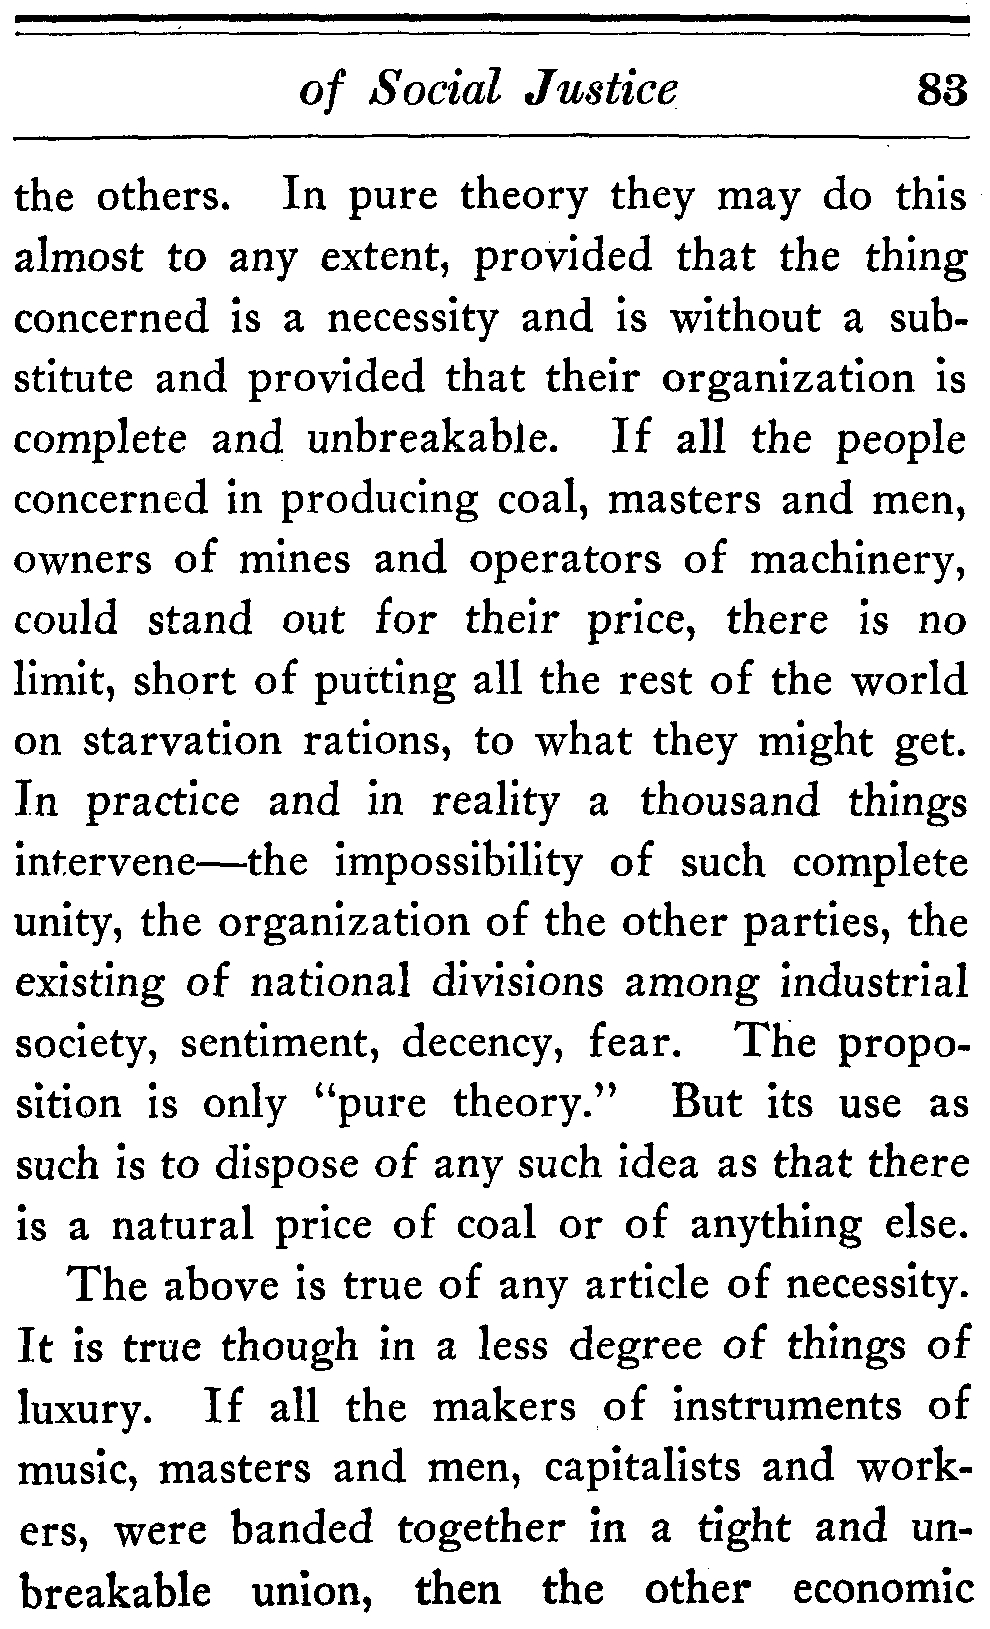 of Social Justice 83
the others. In pure theory they may do this
almost to any extent, provided that the thing
concerned is a necessity and is without a sub-
stitute and provided that their organization is
complete and unbreakable. If all the people
concerned in producing coal, masters and men,
owners of mines and operators of machinery,
could stand out for their price, there is no
limit, short of putting all the rest of the world
on starvation rations, to what they might get.
In practice and in reality a thousand things
intervene—the impossibility of such complete
unity, the organization of the other parties, the
existing of national divisions among industrial
society, sentiment, decency, fear. The propo-
sition is only "pure theory." But its use as
such is to dispose of any such idea as that there
is a natural price of coal or of anything else.
The above is true of any article of necessity.
It is true though in a less degree of things of
luxury. If all the makers of instruments of
music, masters and men, capitalists and work-
ers, were banded together in a tight and un-
breakable union, then the other economic